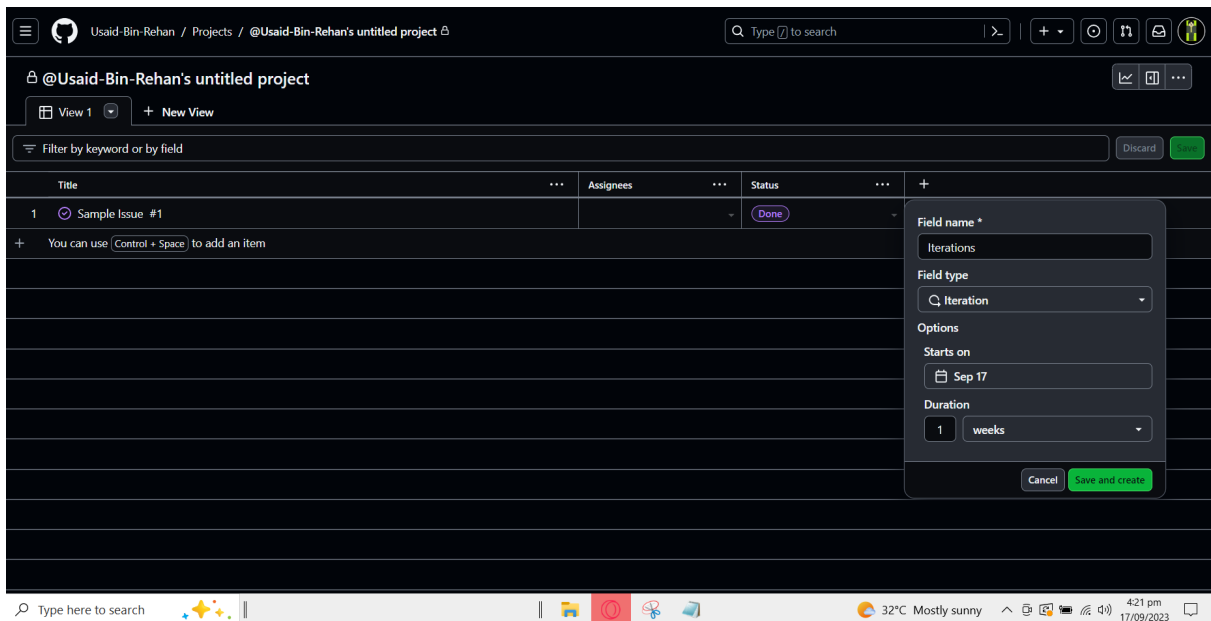 Usaid-Bin-Rehan / Projects / @Usaid-Bin-Rehan's untitled project
Type / to search
@Usaid-Bin-Rehan's untitled project
View 1
+ New View
Filter by keyword or by field
Discard
Save
Title ... Assignees ... Status ... +
1 Sample Issue #1 Done
+ You can use Control + Space to add an item
Field name *
Iterations
Field type
Iteration
Options
Starts on
Sep 17
Duration
1 weeks
Cancel Save and create
Type here to search
32°C Mostly sunny
4:21 pm
17/09/2023